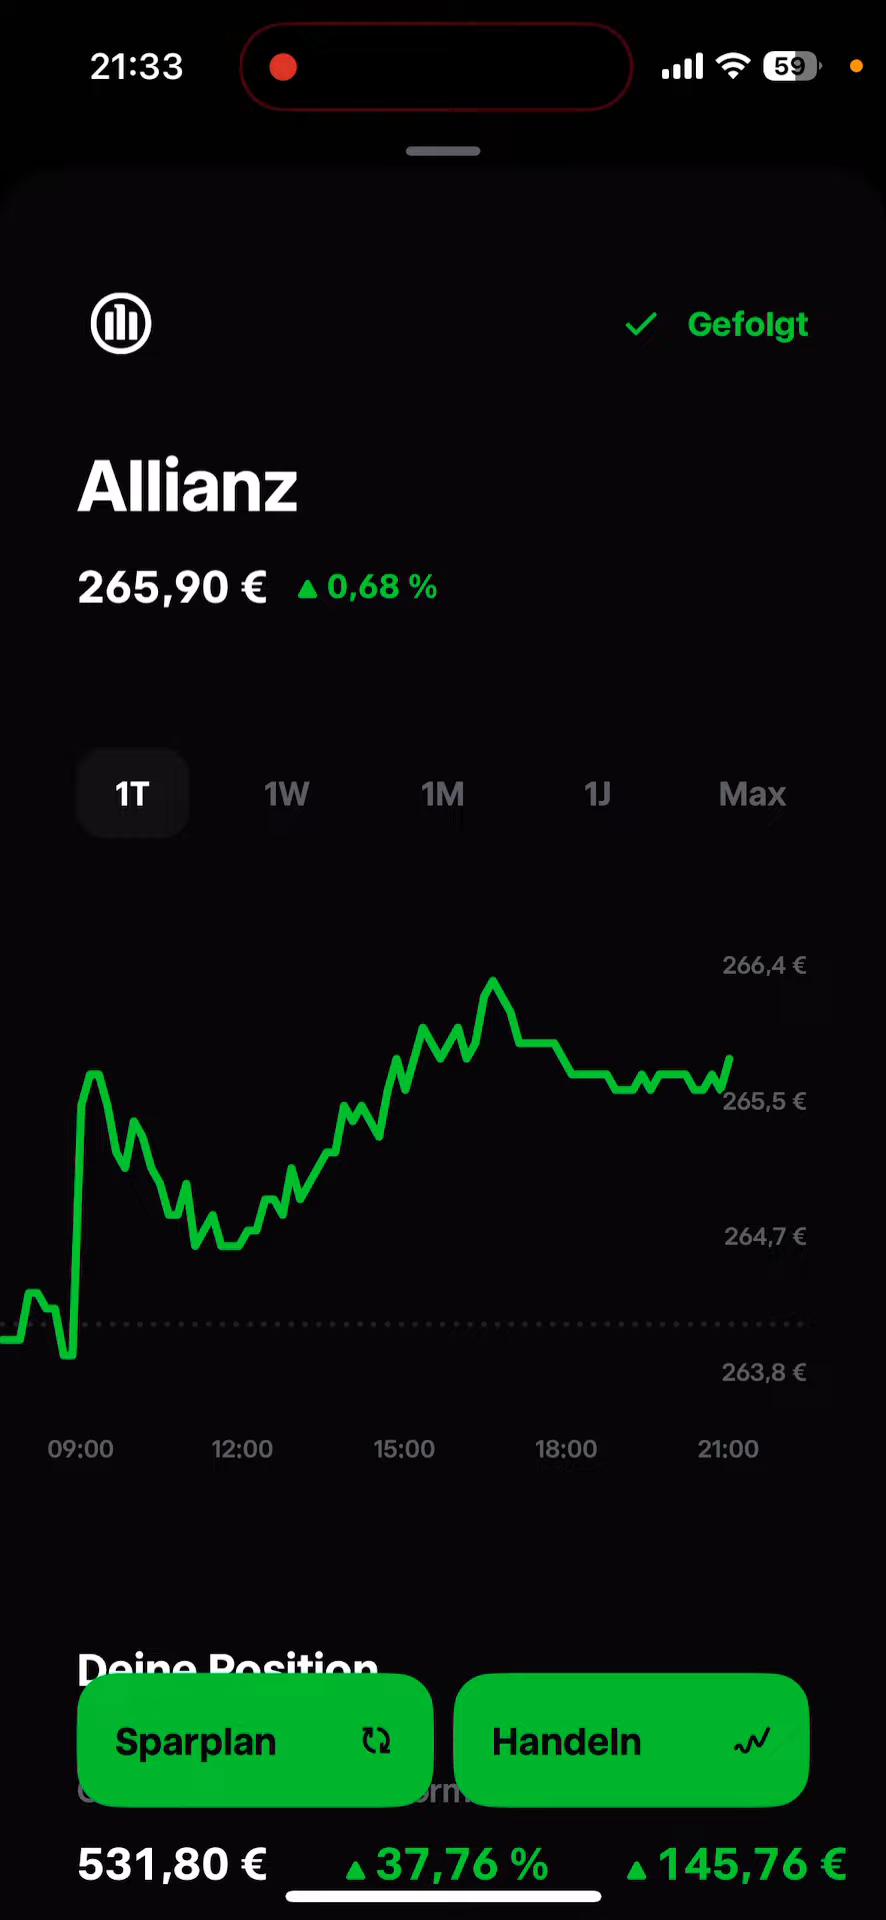 21:33
59
Gefolgt
Allianz
265,90 € ▲ 0,68 %
1T 1W 1M 1J Max
266,4 €
265,5 €
264,7 €
263,8 €
09:00 12:00 15:00 18:00 21:00
Deine Position
Sparplan Handeln
531,80 € ▲ 37,76 % ▲ 145,76 €